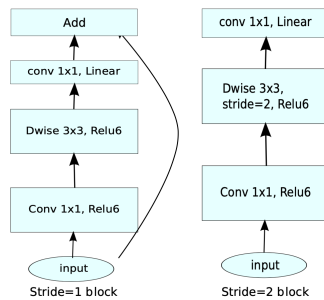 Add
conv 1x1, Linear
Dwise 3x3, Relu6
Conv 1x1, Relu6
input
Stride=1 block
conv 1x1, Linear
Dwise 3x3,
stride=2, Relu6
Conv 1x1, Relu6
input
Stride=2 block